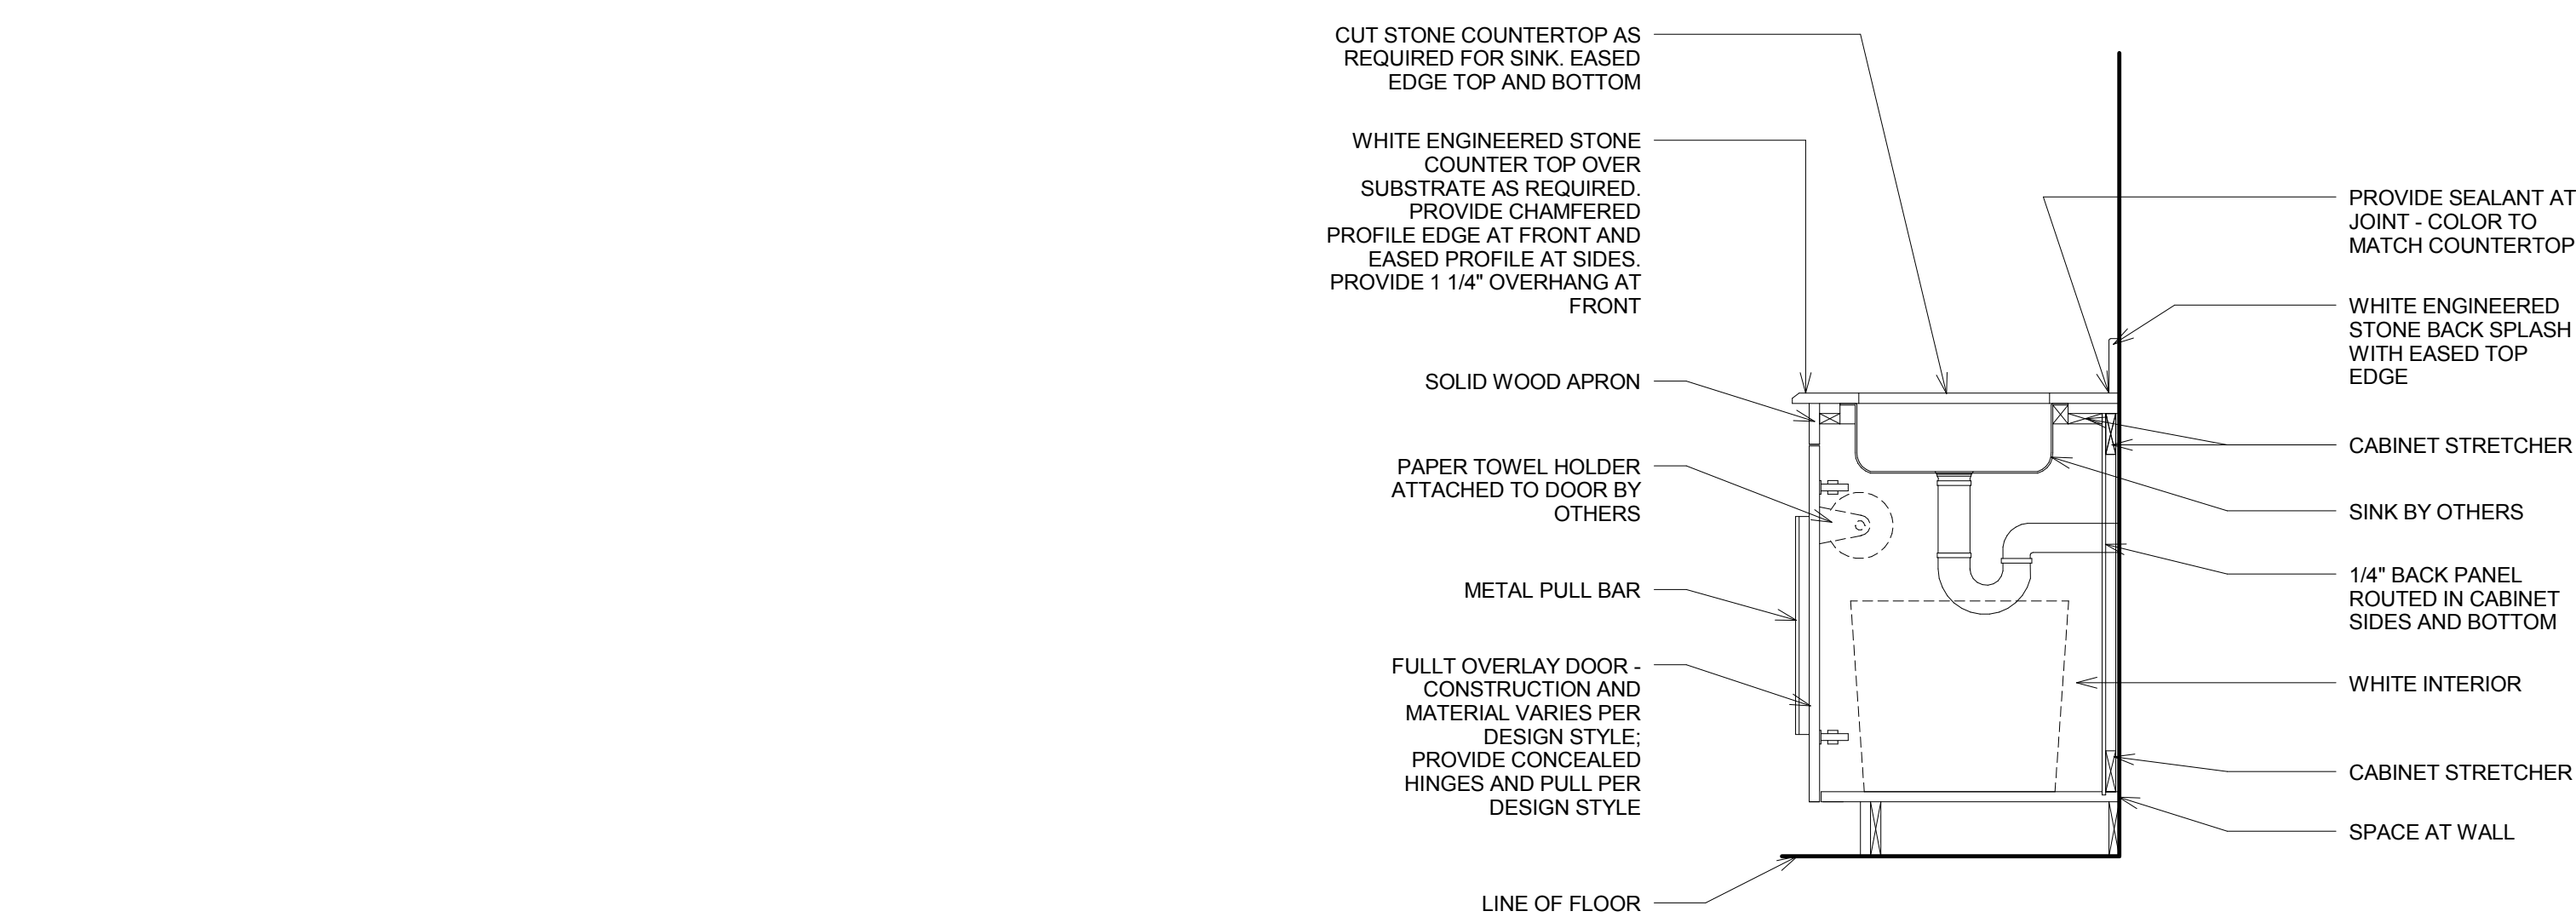 CUT STONE COUNTERTOP AS
REQUIRED FOR SINK. EASED
EDGE TOP AND BOTTOM
WHITE ENGINEERED STONE
COUNTER TOP OVER
SUBSTRATE AS REQUIRED.
PROVIDE CHAMFERED
PROFILE EDGE AT FRONT AND
EASED PROFILE AT SIDES.
PROVIDE 1 1/4" OVERHANG AT
FRONT
SOLID WOOD APRON
PAPER TOWEL HOLDER
ATTACHED TO DOOR BY
OTHERS
METAL PULL BAR
FULLT OVERLAY DOOR -
CONSTRUCTION AND
MATERIAL VARIES PER
DESIGN STYLE;
PROVIDE CONCEALED
HINGES AND PULL PER
DESIGN STYLE
LINE OF FLOOR
PROVIDE SEALANT AT
JOINT - COLOR TO
MATCH COUNTERTOP
WHITE ENGINEERED
STONE BACK SPLASH
WITH EASED TOP
EDGE
CABINET STRETCHER
SINK BY OTHERS
1/4" BACK PANEL
ROUTED IN CABINET
SIDES AND BOTTOM
WHITE INTERIOR
CABINET STRETCHER
SPACE AT WALL